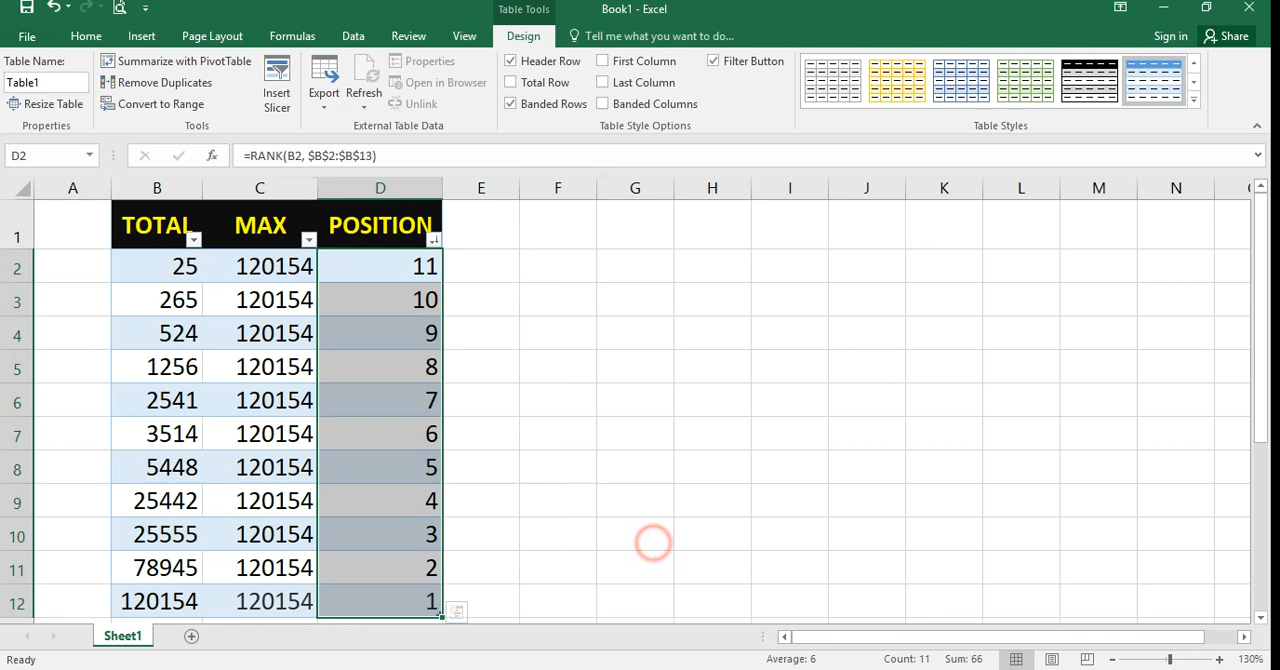 Table Tools
Book1 - Excel
File Home Insert Page Layout Formulas Data Review View Design Tell me what you want to do... Sign in Share
Table Name:
Table1
Resize Table
Properties
Summarize with PivotTable
Remove Duplicates
Convert to Range
Tools
Insert
Slicer
Export
Refresh
Properties
Open in Browser
Unlink
External Table Data
Header Row
Total Row
Banded Rows
First Column
Last Column
Banded Columns
Filter Button
Table Style Options
Table Styles
D2
fx
=RANK(B2, $B$2:$B$13)
A B C D E F G H I J K L M N
1 TOTAL MAX POSITION
2 25 120154 11
3 265 120154 10
4 524 120154 9
5 1256 120154 8
6 2541 120154 7
7 3514 120154 6
8 5448 120154 5
9 25442 120154 4
10 25555 120154 3
11 78945 120154 2
12 120154 120154 1
Sheet1
Ready
Average: 6 Count: 11 Sum: 66
130%